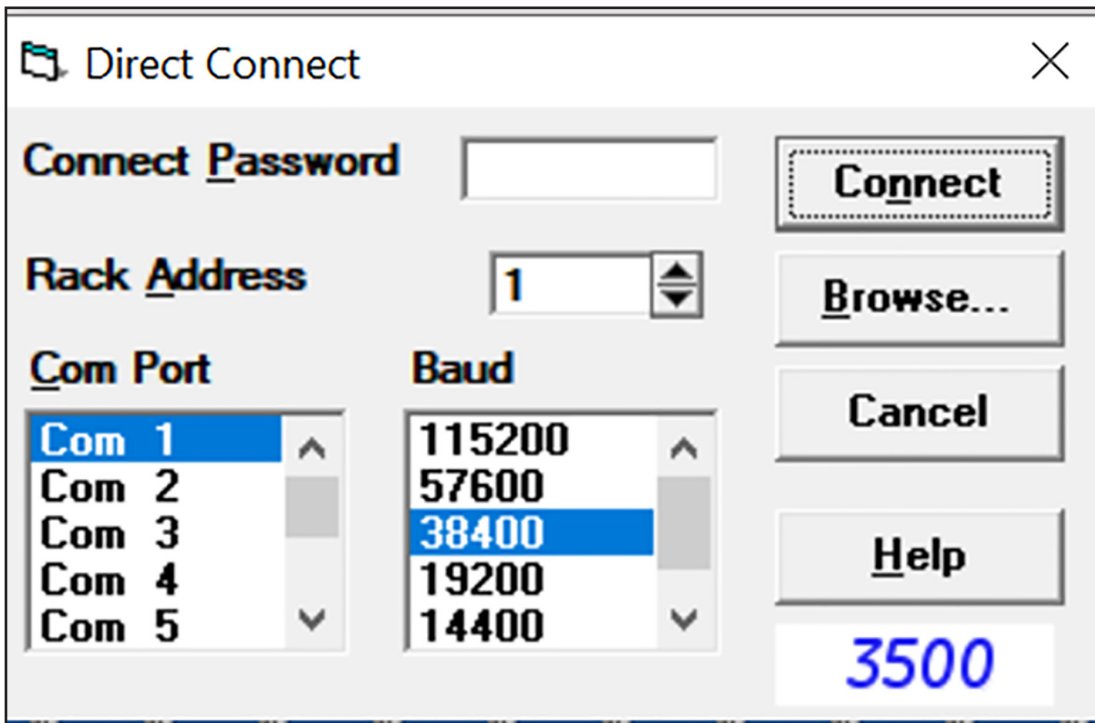 Direct Connect
Connect Password
Connect
Rack Address
1
Browse...
Com Port
Baud
Cancel
Com 1
Com 2
Com 3
Com 4
Com 5
115200
57600
38400
19200
14400
Help
3500